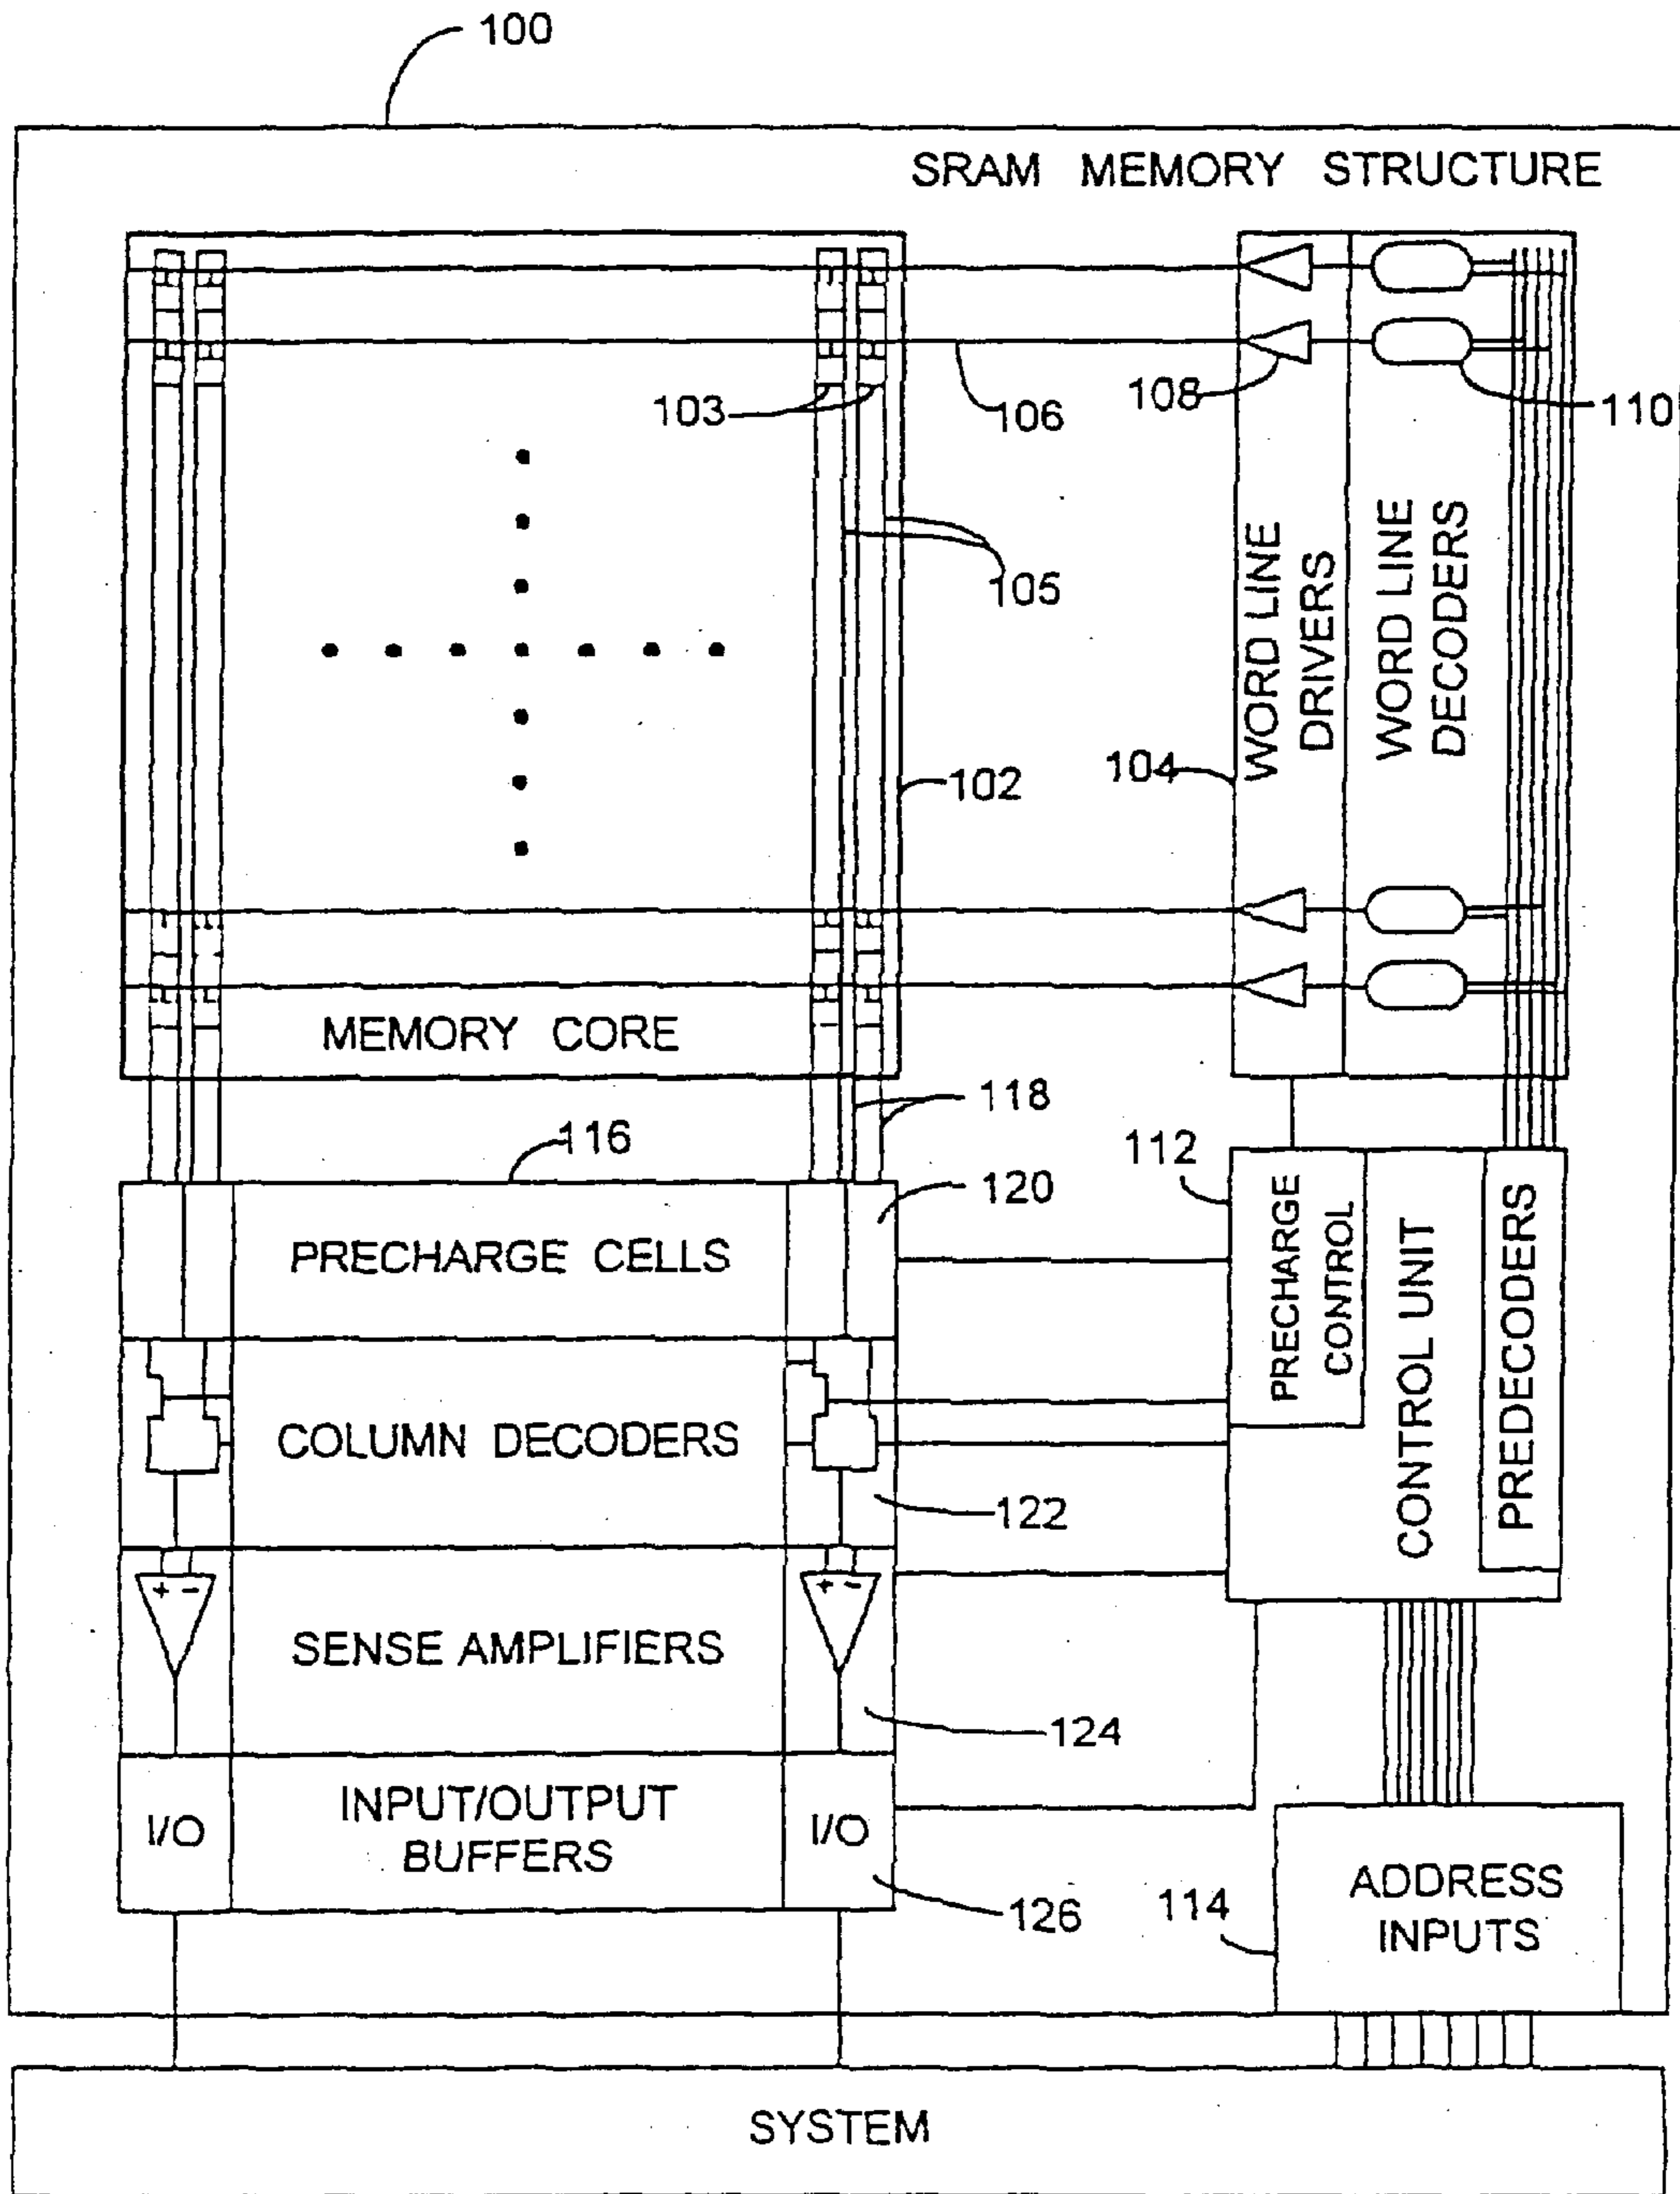 100
SRAM MEMORY STRUCTURE
103
106
108
110
105
WORD LINE
DRIVERS
WORD LINE
DECODERS
102
104
MEMORY CORE
118
116
112
120
PRECHARGE CELLS
PRECHARGE
CONTROL
CONTROL UNIT
PREDECODERS
COLUMN DECODERS
122
+ -
+ -
SENSE AMPLIFIERS
124
I/O
INPUT/OUTPUT
BUFFERS
I/O
126
114
ADDRESS
INPUTS
SYSTEM